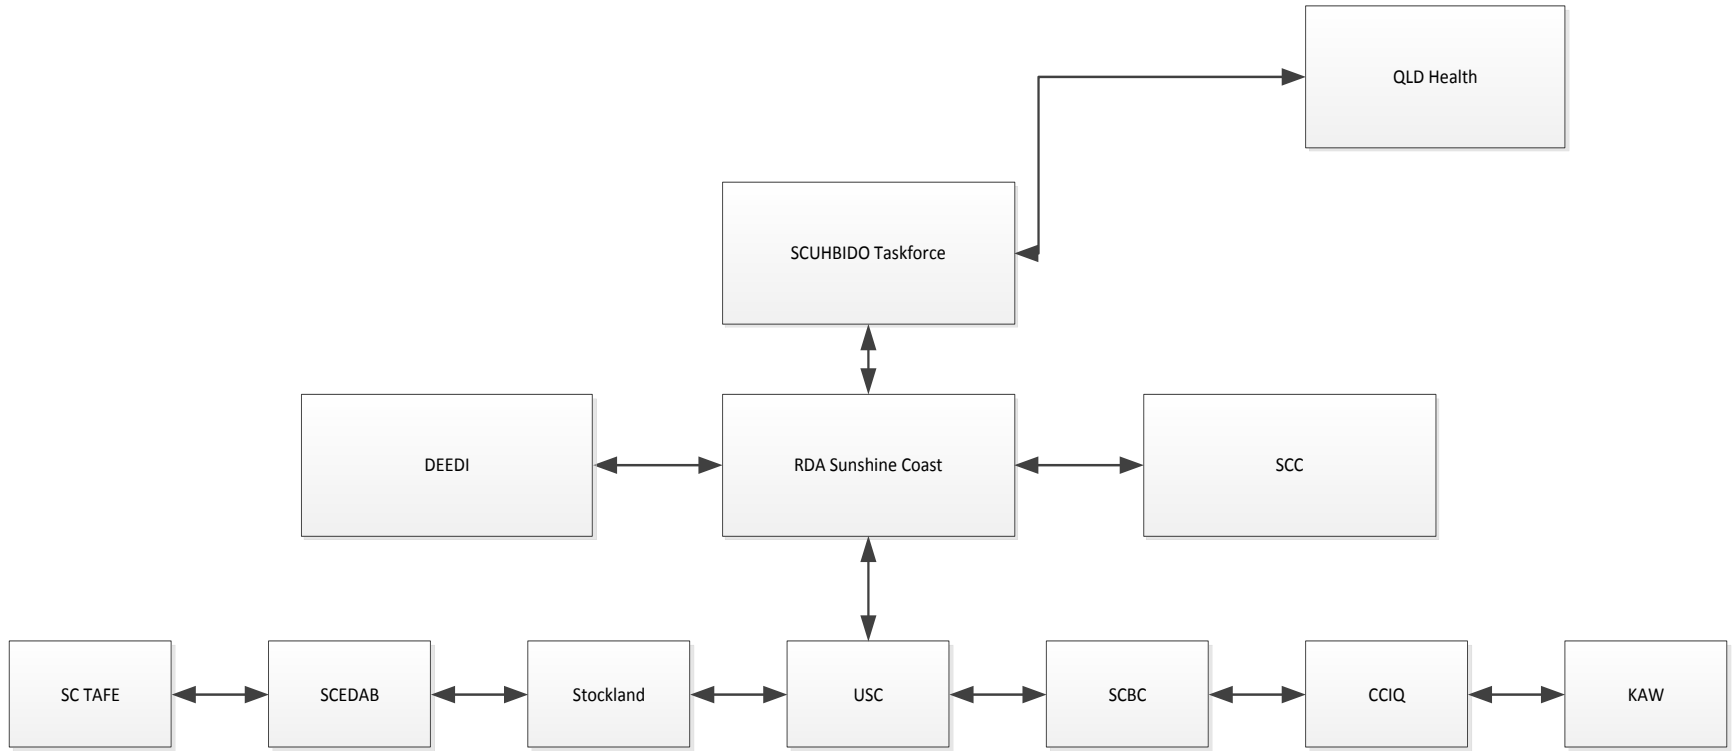 QLD Health
SCUHBIDO Taskforce
DEEDI
RDA Sunshine Coast
SCC
SC TAFE
SCEDAB
Stockland
USC
SCBC
CCIQ
KAW